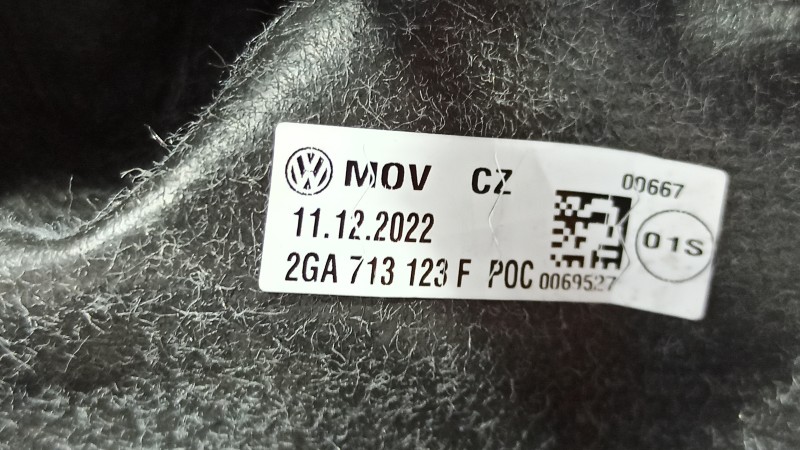 MOV CZ 00667
11.12.2022 01S
2GA 713 123 F POC 0069527